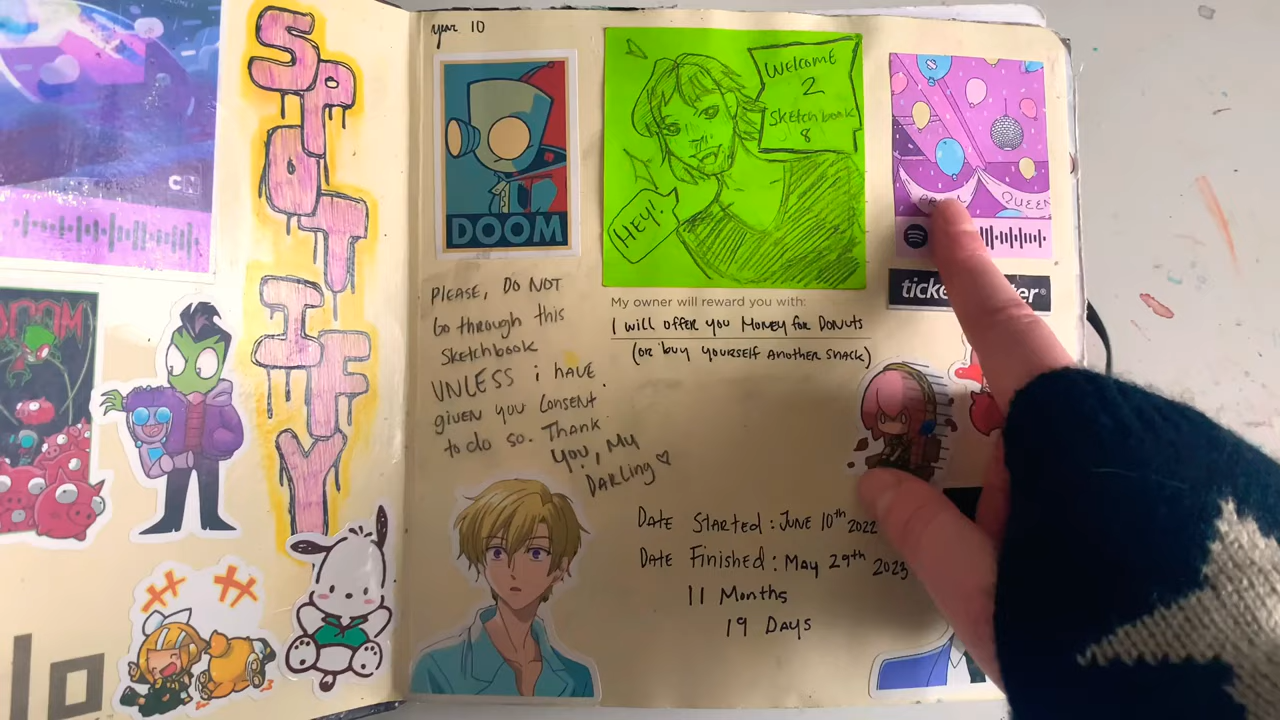 SPOTIFY
CN
DOOM
lo
year 10
DOOM
WELCOME
2
Sketchbook
8
HEY!
QUEEN
My owner will reward you with:
I will OFFER YOU MONEY FOR DONUTS
(OR BUY YOURSELF ANOTHER SNACK)
PLEASE, DO NOT
Go through this
Sketchbook
UNLESS i HAVE
given you consent
to do so. THANK
YOU, MY
DARLING
DATE STARTED : JUNE 10th 2022
DATE FINISHED : MAY 29th 2023
11 MONTHS
19 DAYS